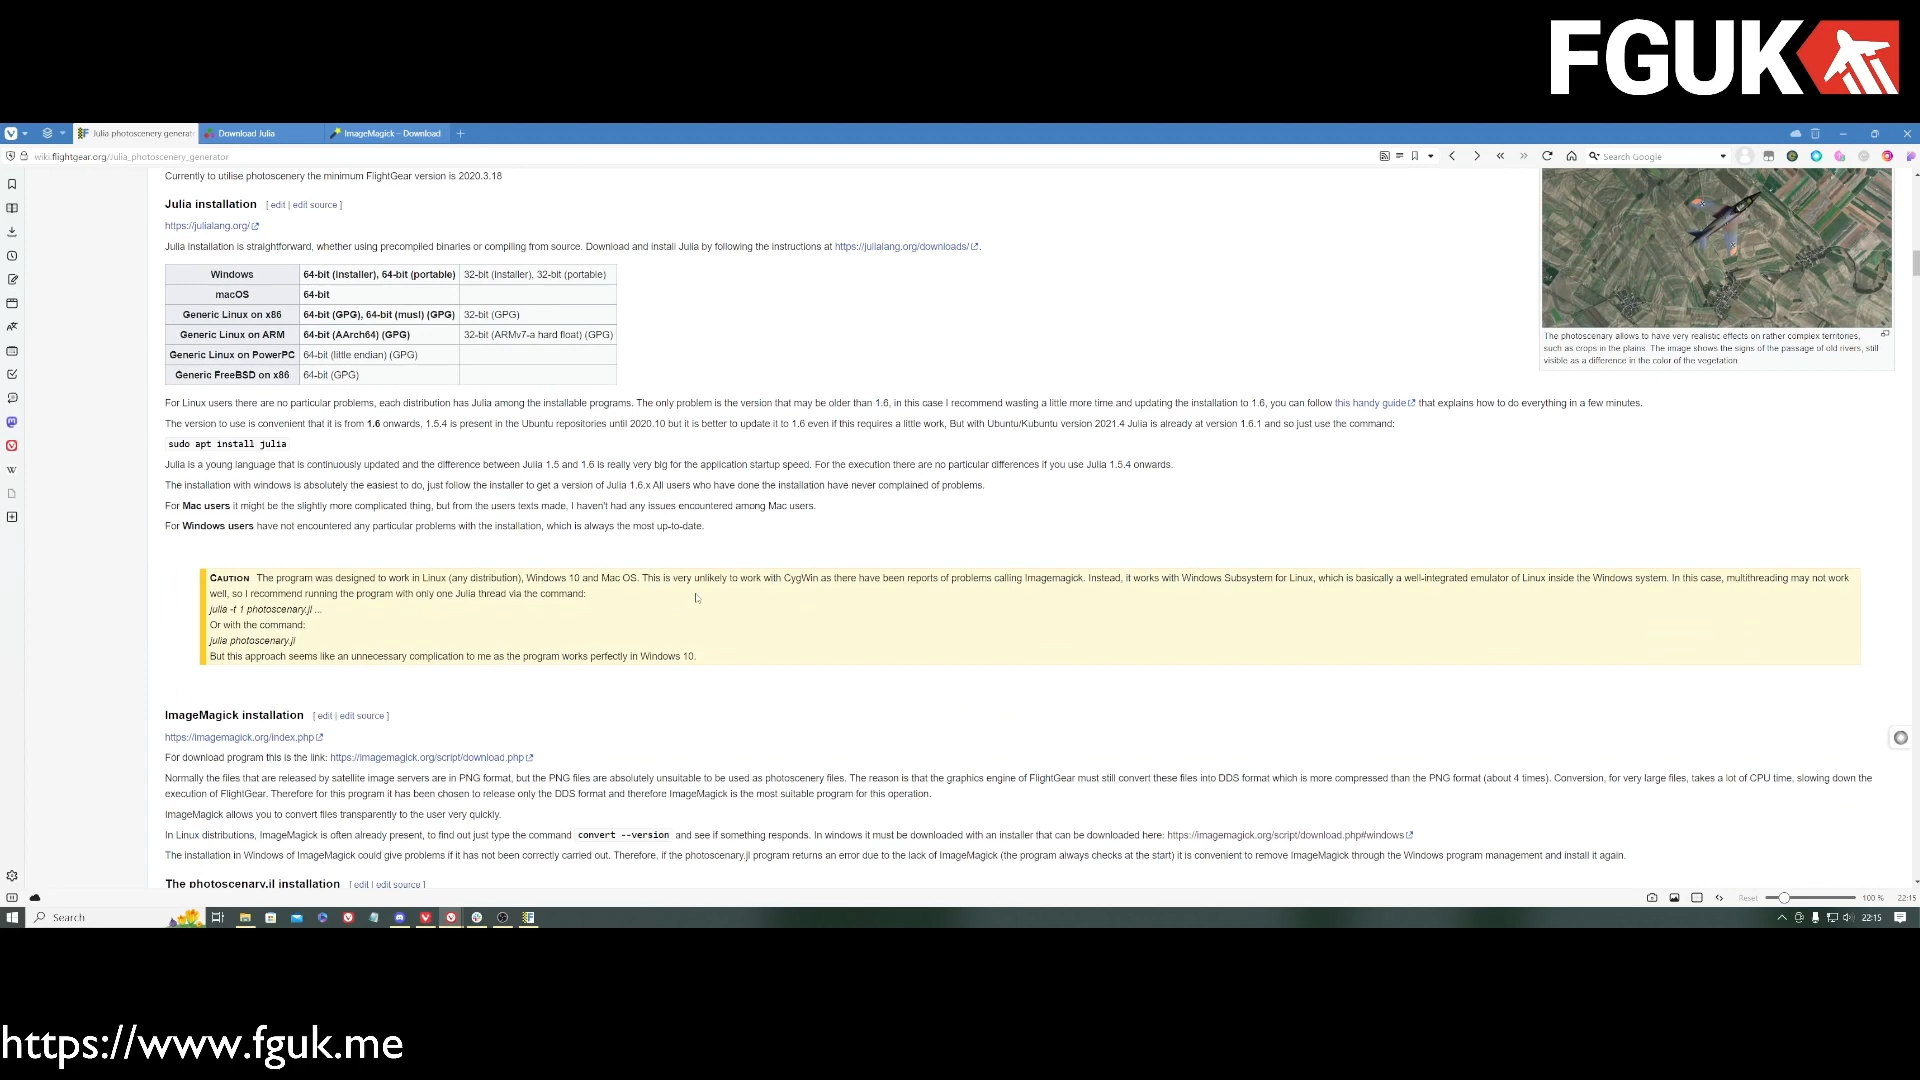 FGUK
Julia photoscenery generat
Download Julia
ImageMagick – Download
wiki.flightgear.org/Julia_photoscenery_generator
Search Google
Currently to utilise photoscenery the minimum FlightGear version is 2020.3.18
Julia installation [ edit | edit source ]
https://julialang.org/
Julia installation is straightforward, whether using precompiled binaries or compiling from source. Download and install Julia by following the instructions at https://julialang.org/downloads/.
Windows 64-bit (installer), 64-bit (portable) 32-bit (installer), 32-bit (portable)
macOS 64-bit
Generic Linux on x86 64-bit (GPG), 64-bit (musl) (GPG) 32-bit (GPG)
Generic Linux on ARM 64-bit (AArch64) (GPG) 32-bit (ARMv7-a hard float) (GPG)
Generic Linux on PowerPC 64-bit (little endian) (GPG)
Generic FreeBSD on x86 64-bit (GPG)
The photoscenary allows to have very realistic effects on rather complex territories,
such as crops in the plains. The image shows the signs of the passage of old rivers, still
visible as a difference in the color of the vegetation
For Linux users there are no particular problems, each distribution has Julia among the installable programs. The only problem is the version that may be older than 1.6, in this case I recommend wasting a little more time and updating the installation to 1.6, you can follow this handy guide that explains how to do everything in a few minutes.
The version to use is convenient that it is from 1.6 onwards, 1.5.4 is present in the Ubuntu repositories until 2020.10 but it is better to update it to 1.6 even if this requires a little work, But with Ubuntu/Kubuntu version 2021.4 Julia is already at version 1.6.1 and so just use the command:
sudo apt install julia
Julia is a young language that is continuously updated and the difference between Julia 1.5 and 1.6 is really very big for the application startup speed. For the execution there are no particular differences if you use Julia 1.5.4 onwards.
The installation with windows is absolutely the easiest to do, just follow the installer to get a version of Julia 1.6.x All users who have done the installation have never complained of problems.
For Mac users it might be the slightly more complicated thing, but from the users texts made, I haven't had any issues encountered among Mac users.
For Windows users have not encountered any particular problems with the installation, which is always the most up-to-date.
CAUTION The program was designed to work in Linux (any distribution), Windows 10 and Mac OS. This is very unlikely to work with CygWin as there have been reports of problems calling Imagemagick. Instead, it works with Windows Subsystem for Linux, which is basically a well-integrated emulator of Linux inside the Windows system. In this case, multithreading may not work
well, so I recommend running the program with only one Julia thread via the command:
julia -t 1 photoscenary.jl ...
Or with the command:
julia photoscenary.jl
But this approach seems like an unnecessary complication to me as the program works perfectly in Windows 10.
ImageMagick installation [ edit | edit source ]
https://imagemagick.org/index.php
For download program this is the link: https://imagemagick.org/script/download.php
Normally the files that are released by satellite image servers are in PNG format, but the PNG files are absolutely unsuitable to be used as photoscenery files. The reason is that the graphics engine of FlightGear must still convert these files into DDS format which is more compressed than the PNG format (about 4 times). Conversion, for very large files, takes a lot of CPU time, slowing down the
execution of FlightGear. Therefore for this program it has been chosen to release only the DDS format and therefore ImageMagick is the most suitable program for this operation.
ImageMagick allows you to convert files transparently to the user very quickly.
In Linux distributions, ImageMagick is often already present, to find out just type the command convert --version and see if something responds. In windows it must be downloaded with an installer that can be downloaded here: https://imagemagick.org/script/download.php#windows
The installation in Windows of ImageMagick could give problems if it has not been correctly carried out. Therefore, if the photoscenary.jl program returns an error due to the lack of ImageMagick (the program always checks at the start) it is convenient to remove ImageMagick through the Windows program management and install it again.
The photoscenary.jl installation [ edit | edit source ]
Reset 100 % 22:15
Search
22:15
https://www.fguk.me